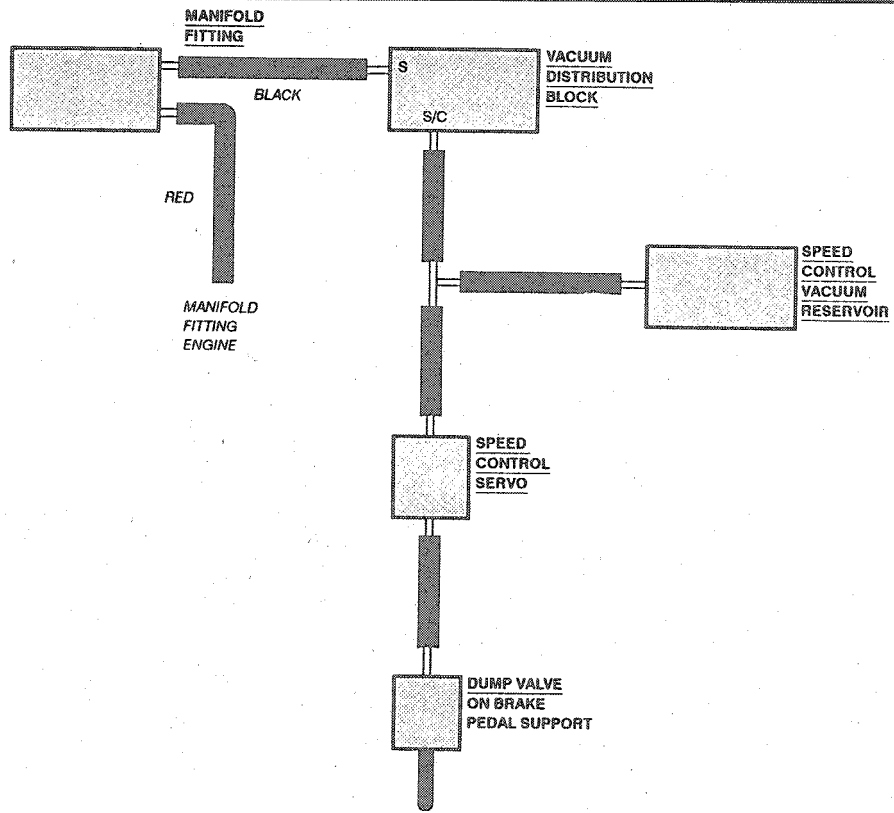 MANIFOLD
FITTING
S
BLACK
S/C
VACUUM
DISTRIBUTION
BLOCK
RED
MANIFOLD
FITTING
ENGINE
SPEED
CONTROL
VACUUM
RESERVOIR
SPEED
CONTROL
SERVO
DUMP VALVE
ON BRAKE
PEDAL SUPPORT